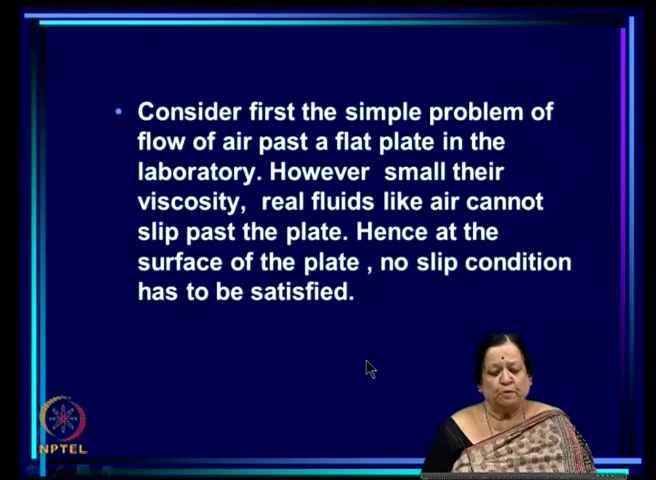 • Consider first the simple problem of
flow of air past a flat plate in the
laboratory. However small their
viscosity, real fluids like air cannot
slip past the plate. Hence at the
surface of the plate , no slip condition
has to be satisfied.
NPTEL